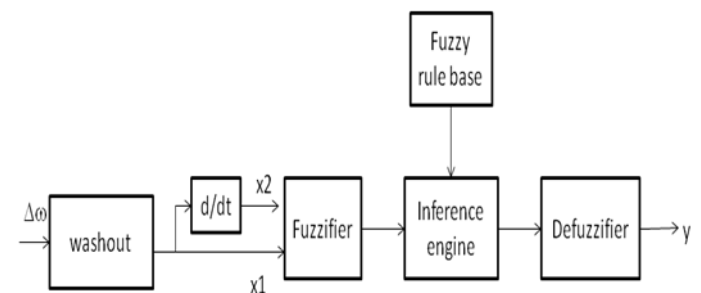 Fuzzy
rule base
Δω
washout
d/dt
x2
x1
Fuzzifier
Inference
engine
Defuzzifier
y